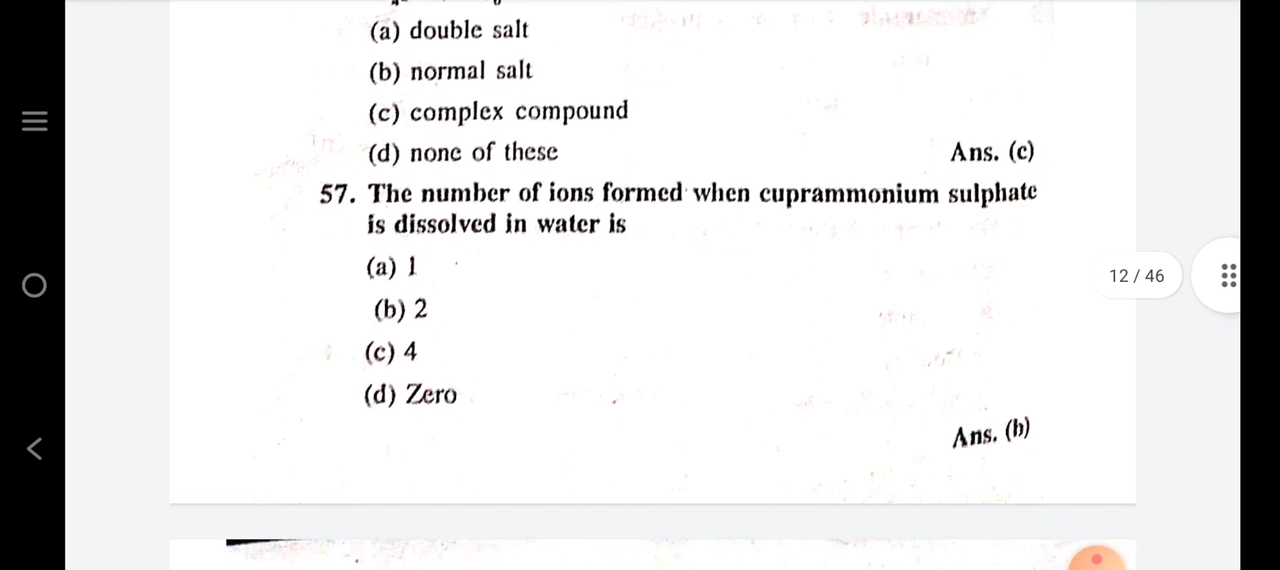 (a) double salt
(b) normal salt
(c) complex compound
(d) none of these
Ans. (c)
57. The number of ions formed when cuprammonium sulphate
is dissolved in water is
(a) 1
(b) 2
(c) 4
(d) Zero
Ans. (b)
12 / 46